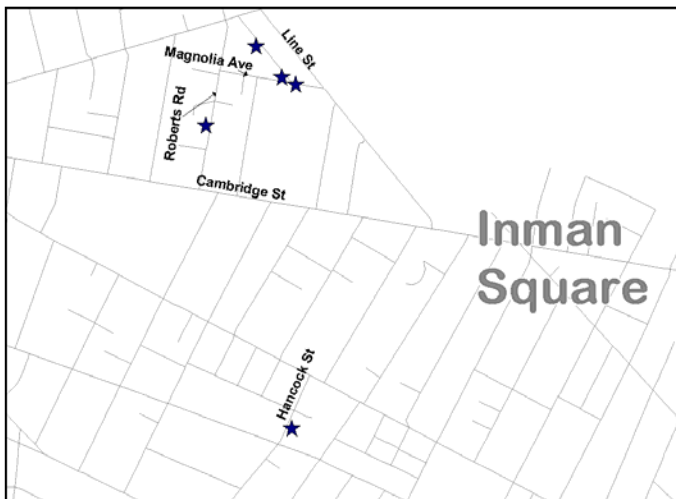 Line St
Magnolia Ave
Roberts Rd
Cambridge St
Inman
Square
Hancock St